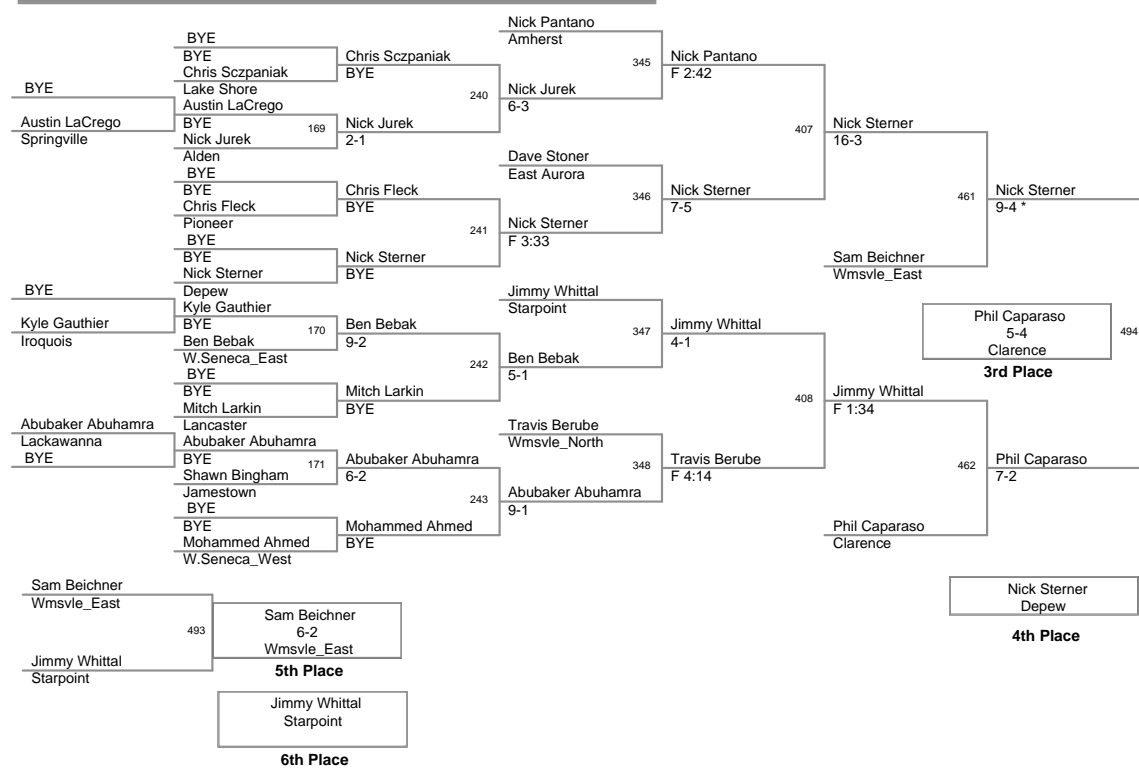 BYE
Austin LaCrego
Springville
BYE
Kyle Gauthier
Iroquois
Abubaker Abuhamra
Lackawanna
BYE
BYE
BYE
Chris Sczpaniak
Lake Shore
Austin LaCrego
BYE
169
Nick Jurek
Alden
BYE
BYE
Chris Fleck
Pioneer
BYE
BYE
Nick Sterner
Depew
Kyle Gauthier
BYE
170
Ben Bebak
W.Seneca_East
BYE
BYE
Mitch Larkin
Lancaster
Abubaker Abuhamra
BYE
171
Shawn Bingham
Jamestown
BYE
BYE
Mohammed Ahmed
W.Seneca_West
Chris Sczpaniak
BYE
240
Nick Jurek
2-1
Chris Fleck
BYE
241
Nick Sterner
BYE
Ben Bebak
9-2
242
Mitch Larkin
BYE
Abubaker Abuhamra
6-2
243
Mohammed Ahmed
BYE
Nick Pantano
Amherst
345
Nick Jurek
6-3
Dave Stoner
East Aurora
346
Nick Sterner
F 3:33
Jimmy Whittal
Starpoint
347
Ben Bebak
5-1
Travis Berube
Wmsvle_North
348
Abubaker Abuhamra
9-1
Nick Pantano
F 2:42
407
Nick Sterner
7-5
Jimmy Whittal
4-1
408
Travis Berube
F 4:14
Nick Sterner
16-3
461
Sam Beichner
Wmsvle_East
Jimmy Whittal
F 1:34
462
Phil Caparaso
Clarence
Nick Sterner
9-4 *
Phil Caparaso
5-4
Clarence
494
3rd Place
Phil Caparaso
7-2
Nick Sterner
Depew
4th Place
Sam Beichner
Wmsvle_East
493
Jimmy Whittal
Starpoint
Sam Beichner
6-2
Wmsvle_East
5th Place
Jimmy Whittal
Starpoint
6th Place